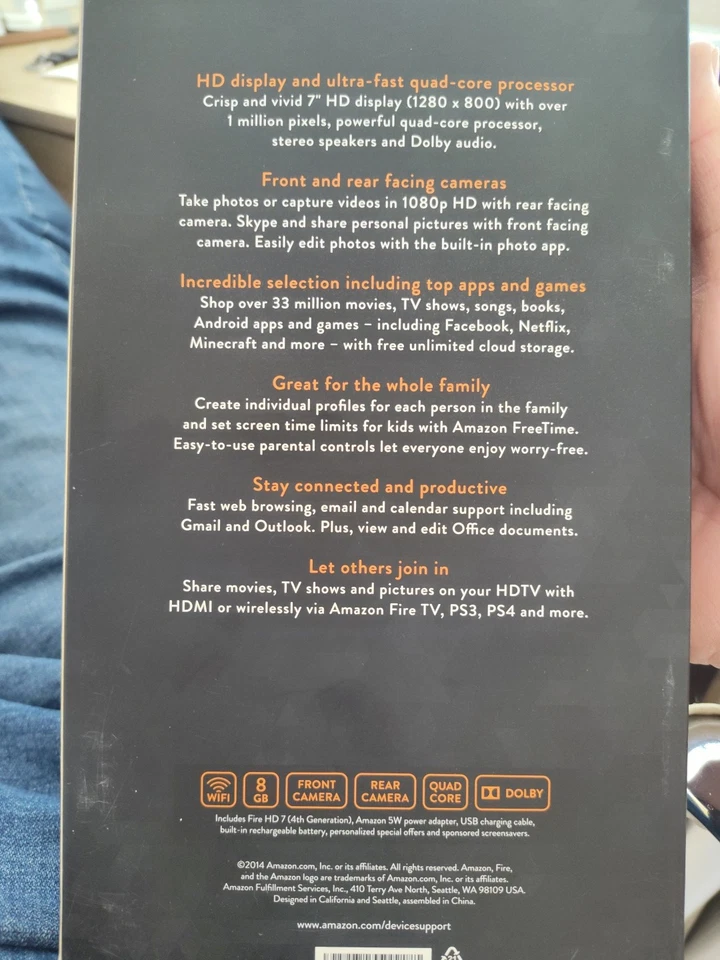 HD display and ultra-fast quad-core processor
Crisp and vivid 7" HD display (1280 x 800) with over
1 million pixels, powerful quad-core processor,
stereo speakers and Dolby audio.
Front and rear facing cameras
Take photos or capture videos in 1080p HD with rear facing
camera. Skype and share personal pictures with front facing
camera. Easily edit photos with the built-in photo app.
Incredible selection including top apps and games
Shop over 33 million movies, TV shows, songs, books,
Android apps and games – including Facebook, Netflix,
Minecraft and more – with free unlimited cloud storage.
Great for the whole family
Create individual profiles for each person in the family
and set screen time limits for kids with Amazon FreeTime.
Easy-to-use parental controls let everyone enjoy worry-free.
Stay connected and productive
Fast web browsing, email and calendar support including
Gmail and Outlook. Plus, view and edit Office documents.
Let others join in
Share movies, TV shows and pictures on your HDTV with
HDMI or wirelessly via Amazon Fire TV, PS3, PS4 and more.
WIFI
8
GB
FRONT
CAMERA
REAR
CAMERA
QUAD
CORE
DOLBY
Includes Fire HD 7 (4th Generation), Amazon 5W power adapter, USB charging cable,
built-in rechargeable battery, personalized special offers and sponsored screensavers.
©2014 Amazon.com, Inc. or its affiliates. All rights reserved. Amazon, Fire,
and the Amazon logo are trademarks of Amazon.com, Inc. or its affiliates.
Amazon Fulfillment Services, Inc., 410 Terry Ave North, Seattle, WA 98109 USA.
Designed in California and Seattle, assembled in China.
www.amazon.com/devicesupport
21